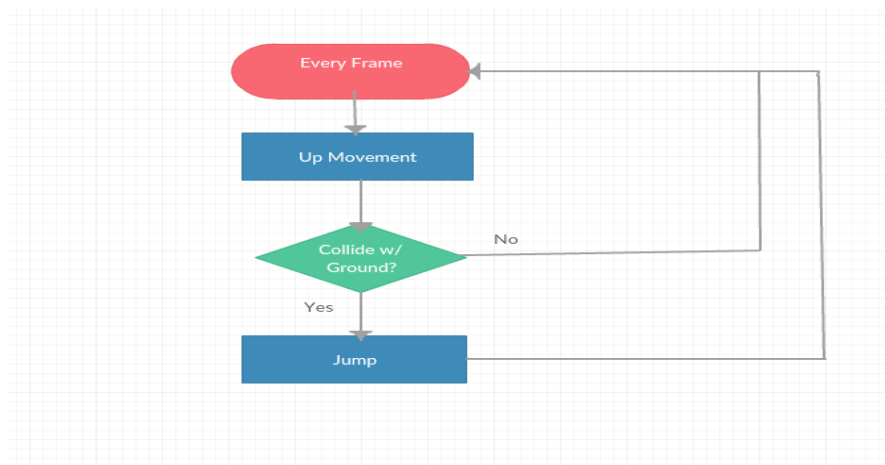 Every Frame
Up Movement
Collide w/
Ground?
No
Yes
Jump